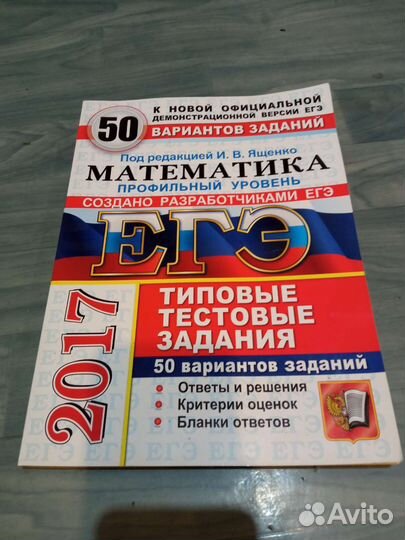 50
К НОВОЙ ОФИЦИАЛЬНОЙ
ДЕМОНСТРАЦИОННОЙ ВЕРСИИ ЕГЭ
ВАРИАНТОВ ЗАДАНИЙ
Под редакцией И. В. Ященко
МАТЕМАТИКА
ПРОФИЛЬНЫЙ УРОВЕНЬ
СОЗДАНО РАЗРАБОТЧИКАМИ ЕГЭ
ЕГЭ
2017
ТИПОВЫЕ
ТЕСТОВЫЕ
ЗАДАНИЯ
50 вариантов заданий
• Ответы и решения
• Критерии оценок
• Бланки ответов
Avito